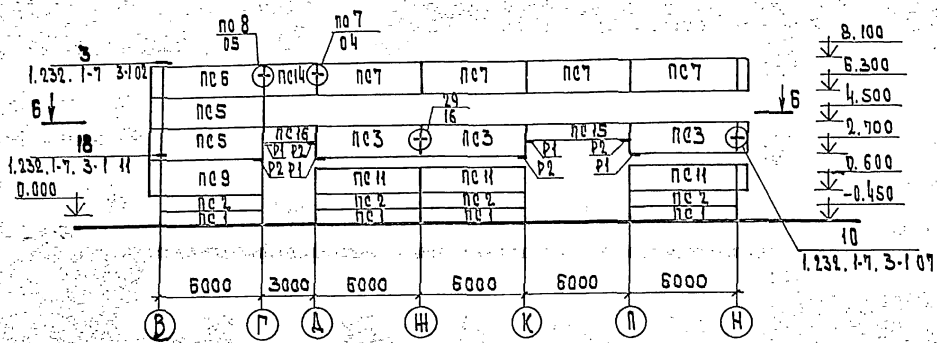 по 8
05
по 7
04
3
1.232.1-7 3-102
ПС6
ПС14
ПС7
ПС7
ПС7
ПС7
8.100
6.300
4.500
2.700
0.600
-0.450
Б
ПС5
Б
29
16
18
1.232.1-7. 3-1 11
ПС5
ПС16
ПС3
ПС3
ПС15
ПС3
Р1 Р2
Р1
Р2
Р2 Р1
Р2
Р1
0.000
ПС9
ПС11
ПС11
ПС11
ПС2
ПС2
ПС2
ПС2
ПС1
ПС1
ПС1
ПС1
10
1.232.1-7. 3-1 07
6000
3000
6000
6000
6000
6000
В
Г
Д
Ж
К
Л
Н